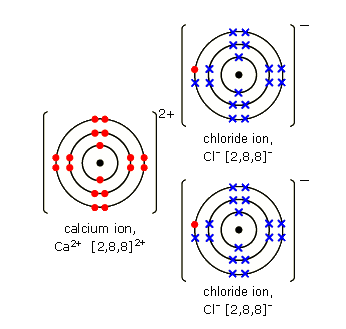 2+
calcium ion,
Ca²⁺ [2,8,8]²⁺
−
chloride ion,
Cl⁻ [2,8,8]⁻
−
chloride ion,
Cl⁻ [2,8,8]⁻